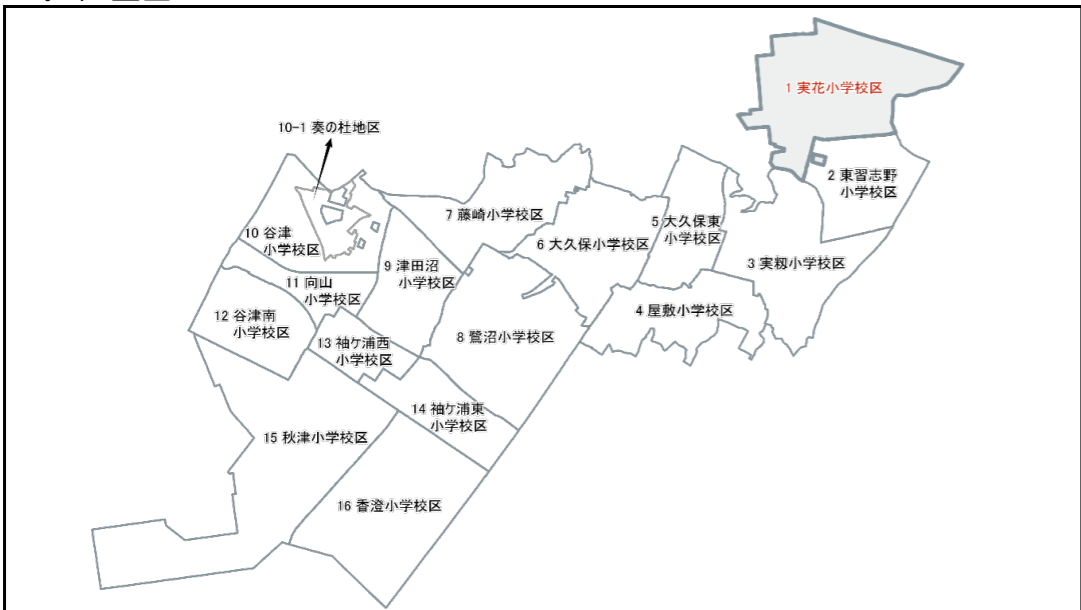 1 実花小学校区
2 東習志野
小学校区
3 実籾小学校区
4 屋敷小学校区
5 大久保東
小学校区
6 大久保小学校区
7 藤崎小学校区
8 鷺沼小学校区
9 津田沼
小学校区
10-1 奏の杜地区
10 谷津
小学校区
11 向山
小学校区
12 谷津南
小学校区
13 袖ケ浦西
小学校区
14 袖ケ浦東
小学校区
15 秋津小学校区
16 香澄小学校区